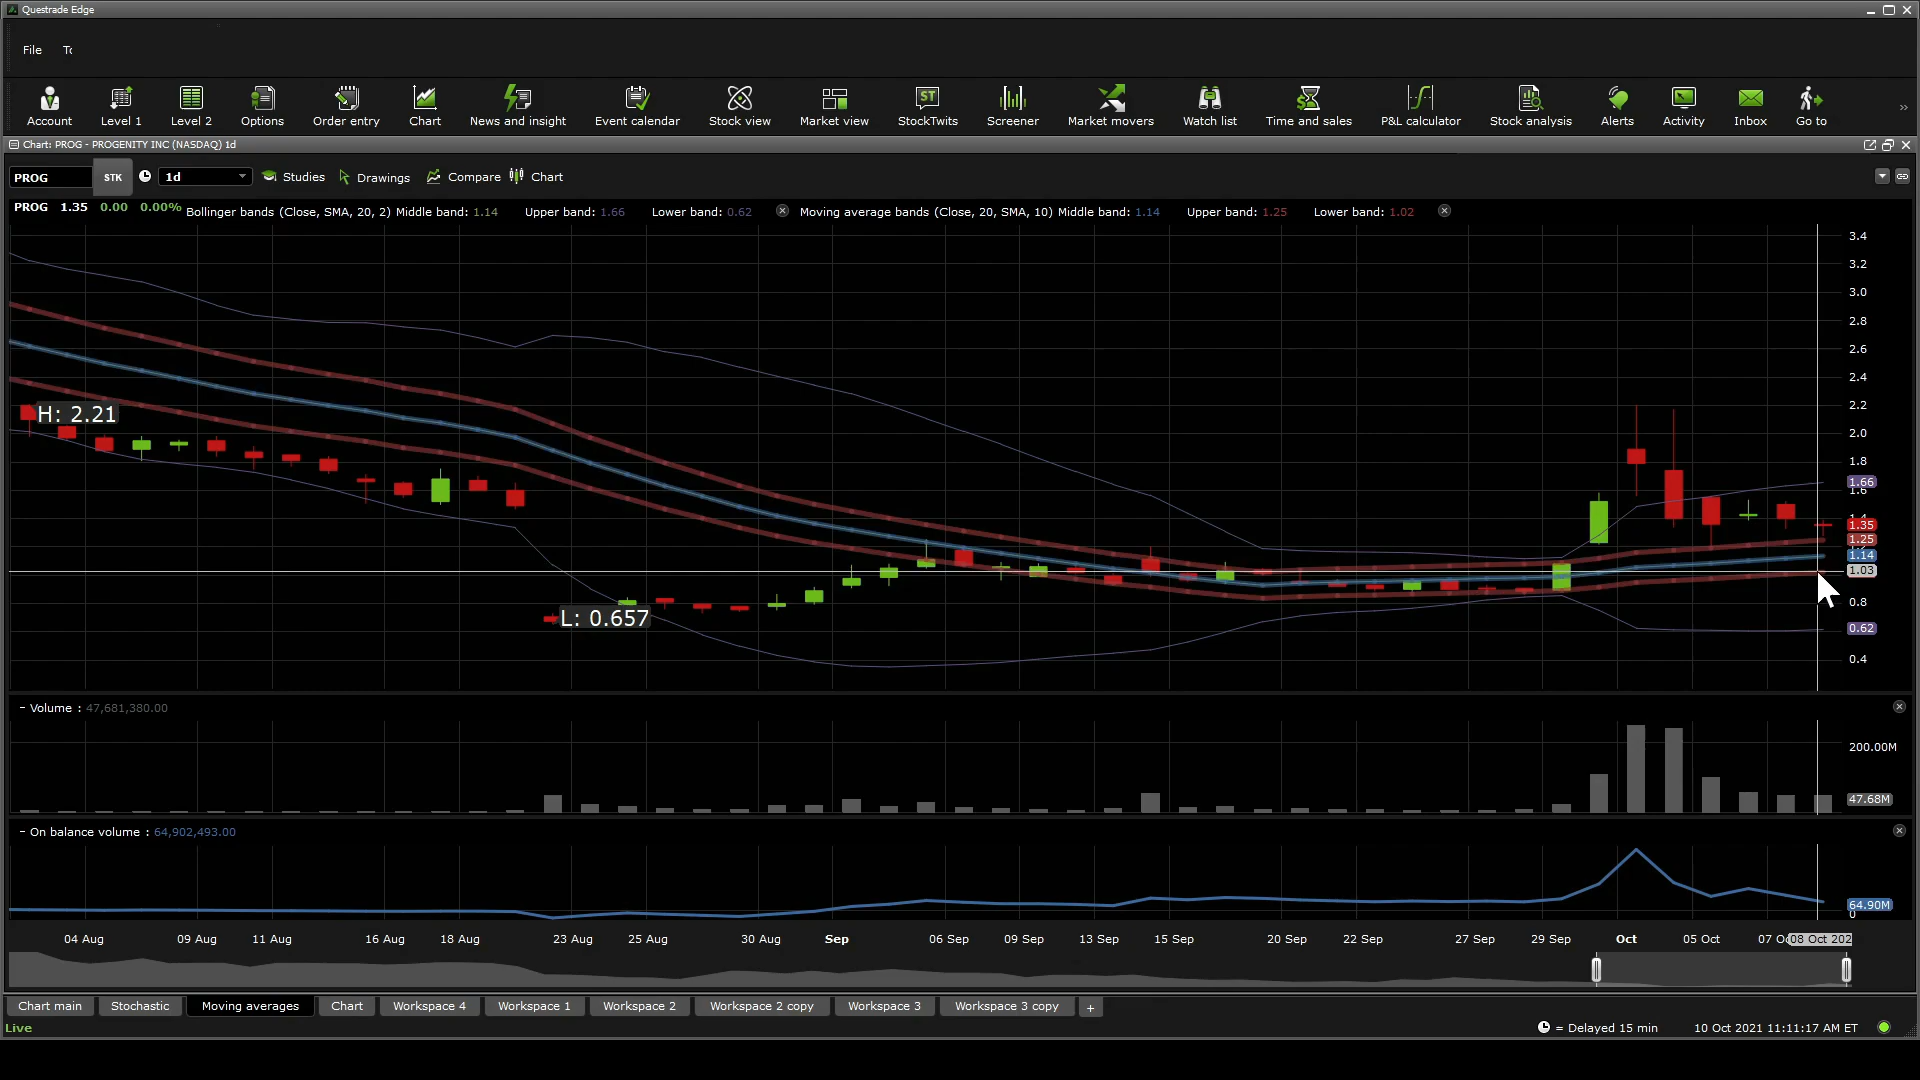 Questrade Edge
File To
Account Level 1 Level 2 Options Order entry Chart News and insight Event calendar Stock view Market view StockTwits Screener Market movers Watch list Time and sales P&L calculator Stock analysis Alerts Activity Inbox Go to
ST
Chart: PROG - PROGENITY INC (NASDAQ) 1d
PROG STK 1d Studies Drawings Compare Chart
PROG 1.35 0.00 0.00% Bollinger bands (Close, SMA, 20, 2) Middle band: 1.14 Upper band: 1.66 Lower band: 0.62 Moving average bands (Close, 20, SMA, 10) Middle band: 1.14 Upper band: 1.25 Lower band: 1.02
3.4
3.2
3.0
2.8
2.6
2.4
2.2
H: 2.21
2.0
1.8
1.66
1.6
1.4
1.35
1.25
1.14
1.03
0.8
L: 0.657
0.62
0.4
- Volume : 47,681,380.00
200.00M
47.68M
- On balance volume : 64,902,493.00
64.90M
0
04 Aug 09 Aug 11 Aug 16 Aug 18 Aug 23 Aug 25 Aug 30 Aug Sep 06 Sep 09 Sep 13 Sep 15 Sep 20 Sep 22 Sep 27 Sep 29 Sep Oct 05 Oct 07 Oc 08 Oct 202
Chart main Stochastic Moving averages Chart Workspace 4 Workspace 1 Workspace 2 Workspace 2 copy Workspace 3 Workspace 3 copy +
Live = Delayed 15 min 10 Oct 2021 11:11:17 AM ET